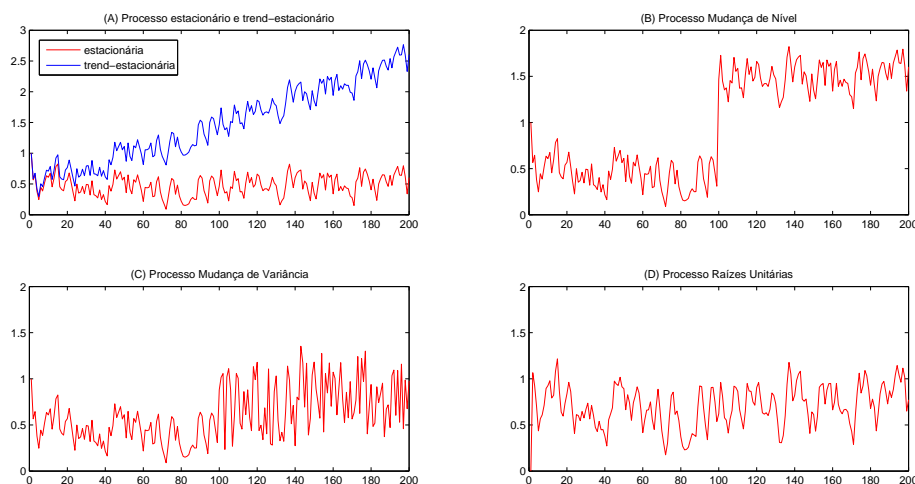 (A) Processo estacionário e trend−estacionário
3
2.5
2
1.5
1
0.5
0
estacionária
trend−estacionária
0 20 40 60 80 100 120 140 160 180 200
(B) Processo Mudança de Nível
2
1.5
1
0.5
0
0 20 40 60 80 100 120 140 160 180 200
(C) Processo Mudança de Variância
2
1.5
1
0.5
0
0 20 40 60 80 100 120 140 160 180 200
(D) Processo Raízes Unitárias
2
1.5
1
0.5
0
0 20 40 60 80 100 120 140 160 180 200